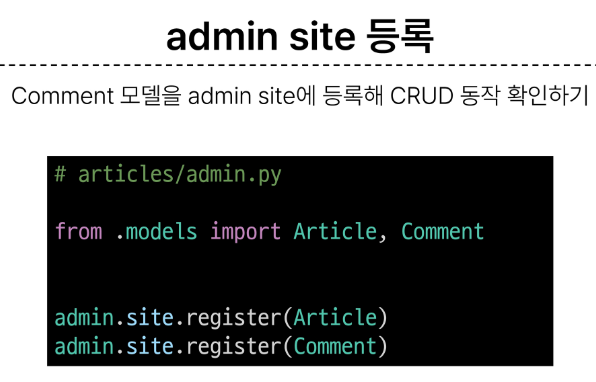 admin site 등록
Comment 모델을 admin site에 등록해 CRUD 동작 확인하기
# articles/admin.py
from .models import Article, Comment
admin.site.register(Article)
admin.site.register(Comment)